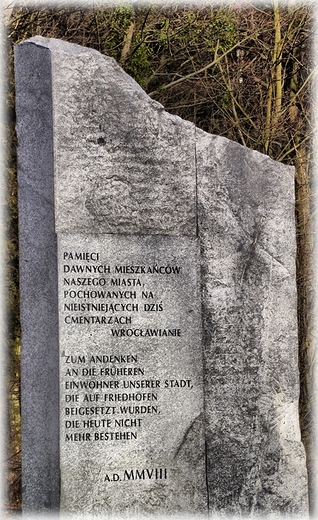 PAMIĘCI
DAWNYCH MIESZKAŃCÓW
NASZEGO MIASTA,
POCHOWANYCH NA
NIEISTNIEJĄCYCH DZIŚ
CMENTARZACH
WROCŁAWIANIE
ZUM ANDENKEN
AN DIE FRÜHEREN
EINWOHNER UNSERER STADT,
DIE AUF FRIEDHÖFEN
BEIGESETZT WURDEN,
DIE HEUTE NICHT
MEHR BESTEHEN
A.D. MMVIII